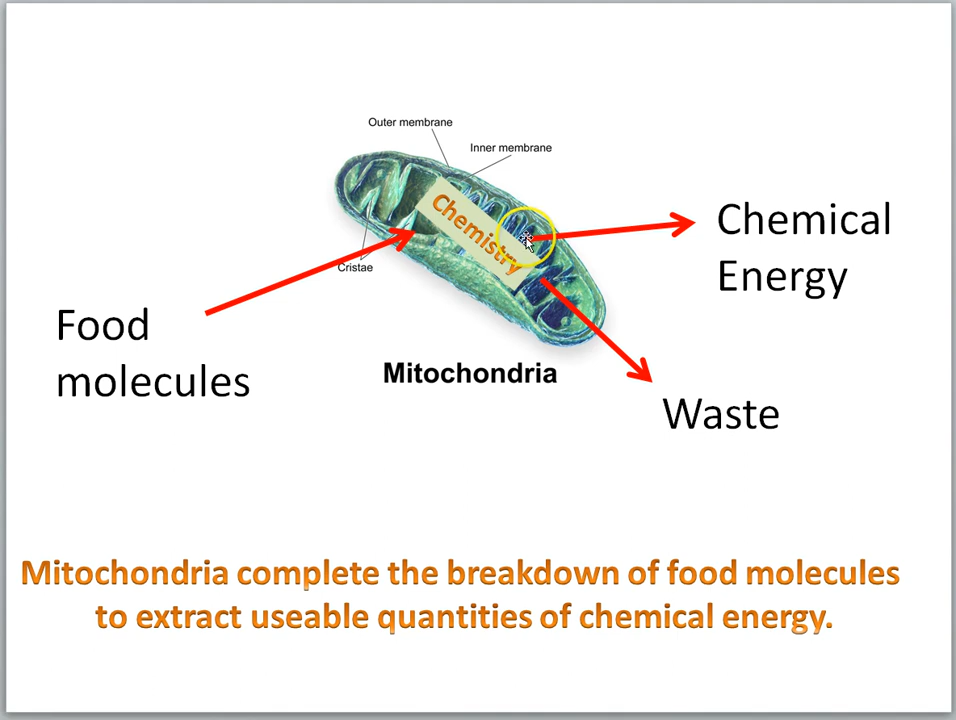 Outer membrane
Inner membrane
Chemistry
Cristae
Chemical
Energy
Food
molecules
Mitochondria
Waste
Mitochondria complete the breakdown of food molecules
to extract useable quantities of chemical energy.